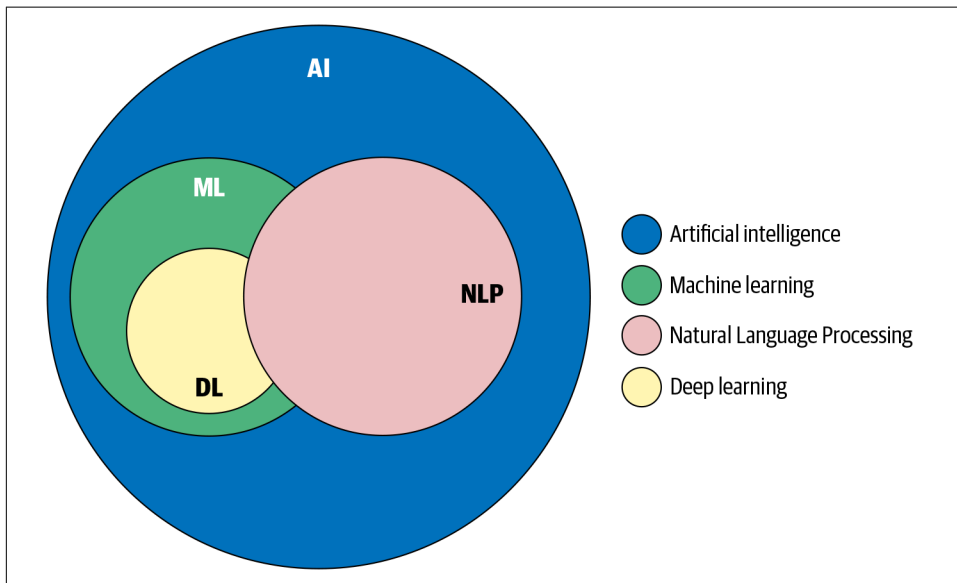 AI
ML
NLP
DL
Artificial intelligence
Machine learning
Natural Language Processing
Deep learning